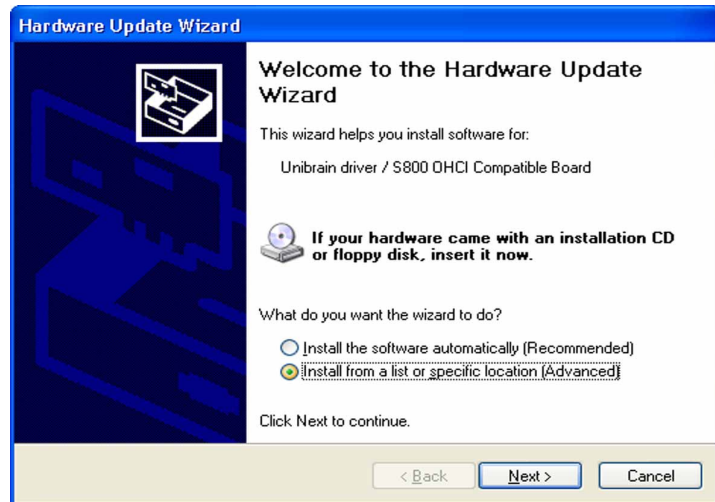 Hardware Update Wizard
Welcome to the Hardware Update
Wizard
This wizard helps you install software for:
Unibrain driver / S800 OHCI Compatible Board
If your hardware came with an installation CD
or floppy disk, insert it now.
What do you want the wizard to do?
Install the software automatically (Recommended)
Install from a list or specific location (Advanced)
Click Next to continue.
< Back
Next >
Cancel